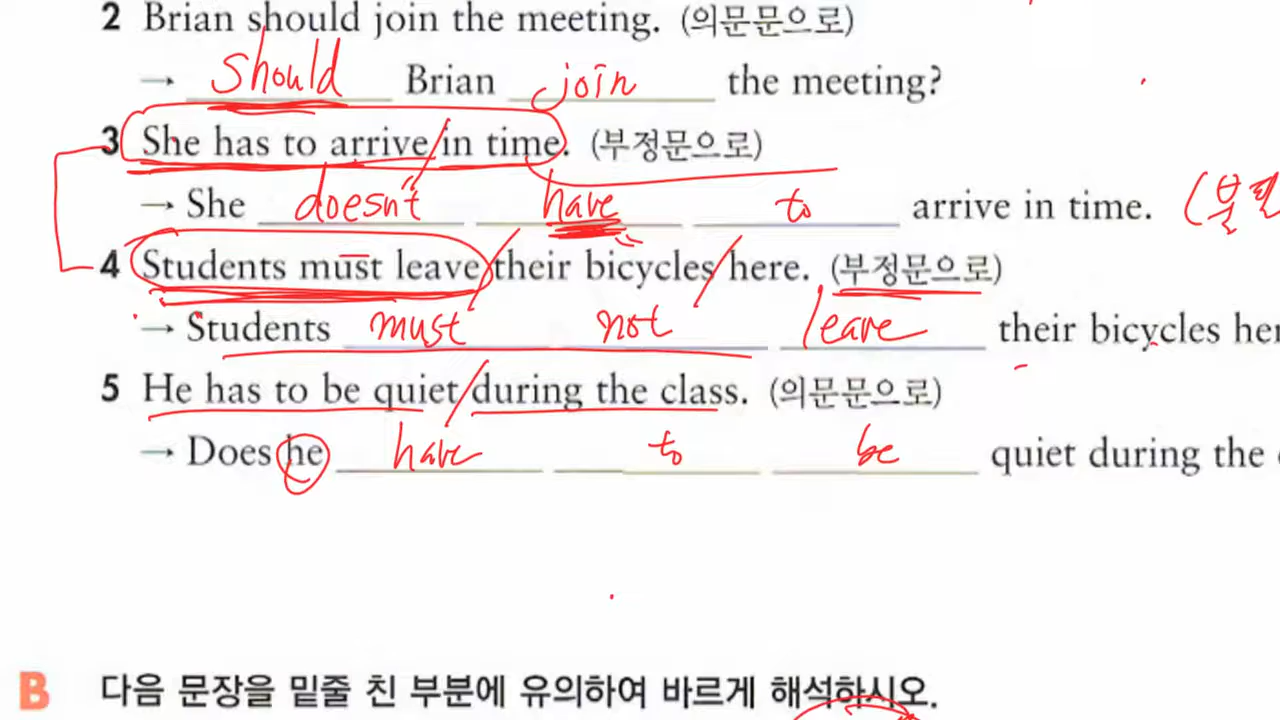 2 Brian should join the meeting. (의문문으로)
→ should Brian join the meeting?
3 She has to arrive in time. (부정문으로)
→ She doesn't have to arrive in time. (불
4 Students must leave their bicycles here. (부정문으로)
→ Students must not leave their bicycles her
5 He has to be quiet during the class. (의문문으로)
→ Does he have to be quiet during the
B 다음 문장을 밑줄 친 부분에 유의하여 바르게 해석하시오.